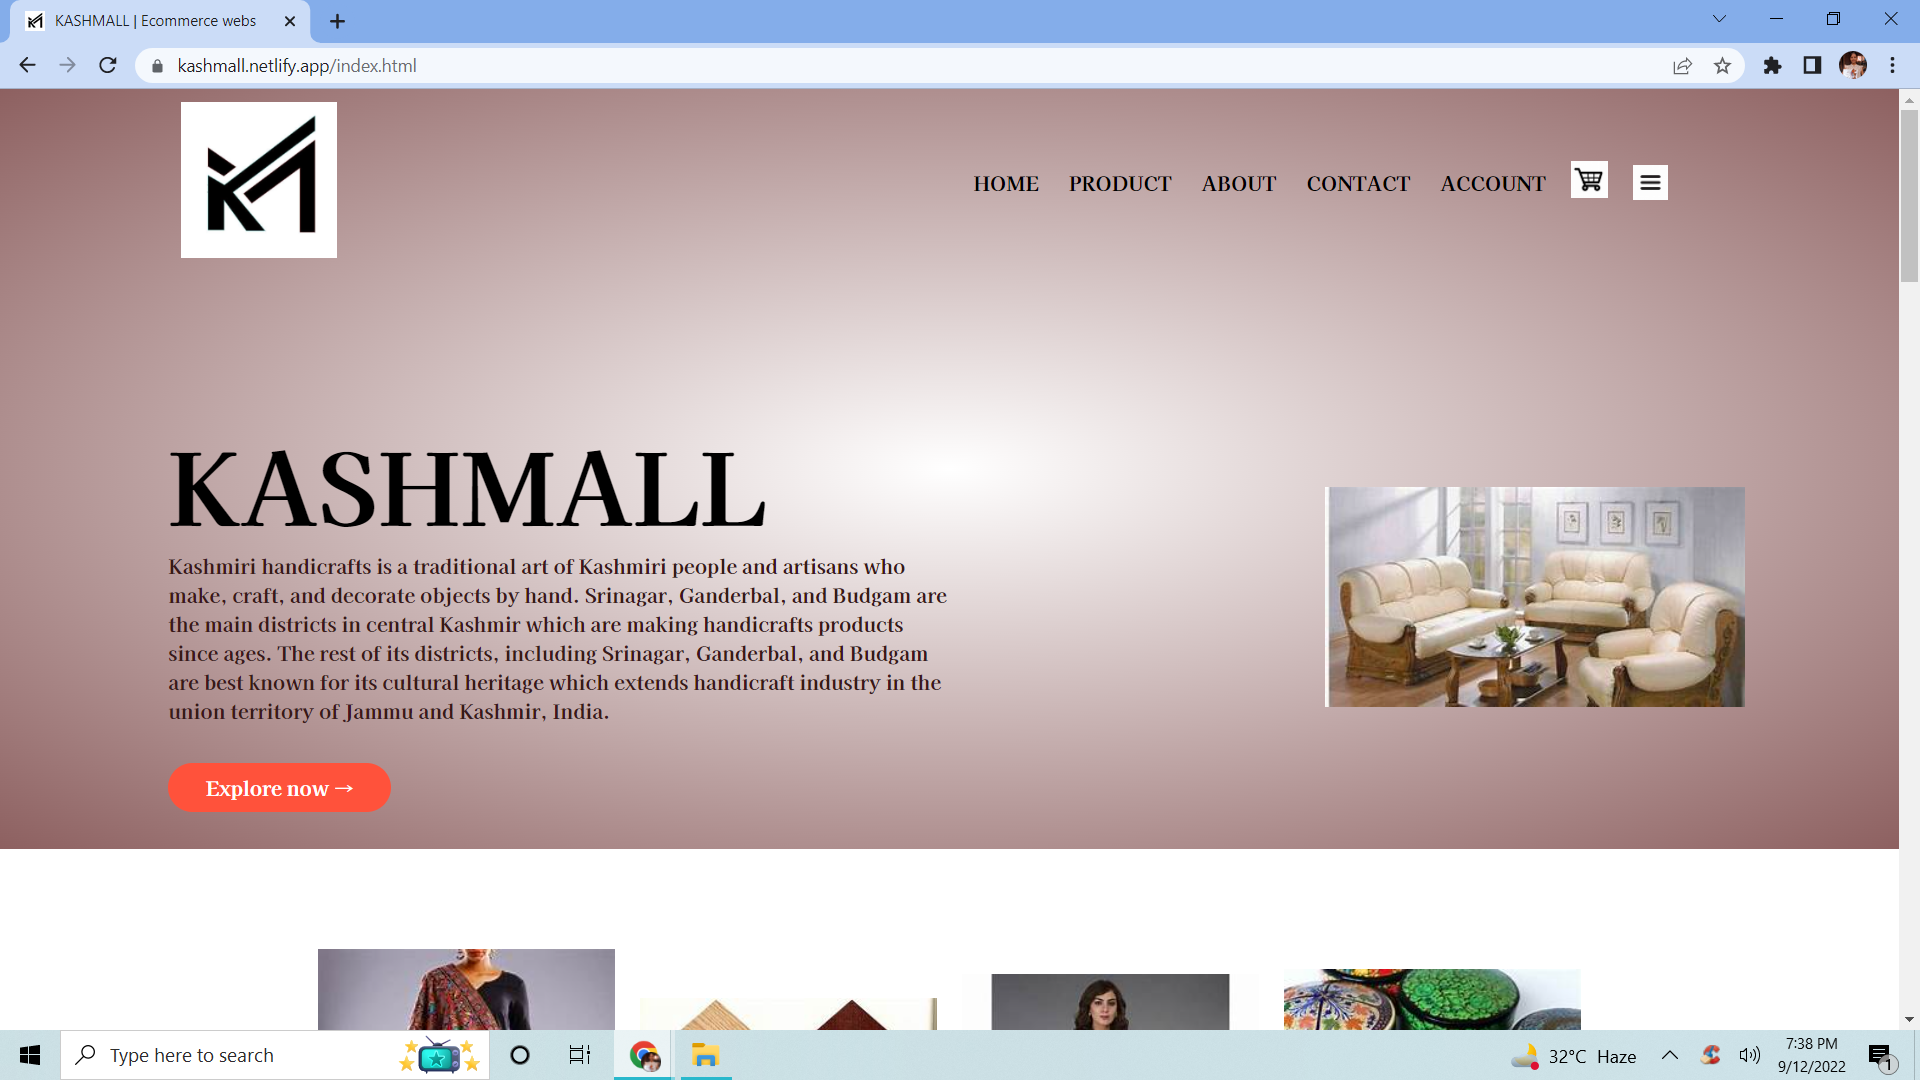 KASHMALL | Ecommerce webs
kashmall.netlify.app/index.html
KM
HOME PRODUCT ABOUT CONTACT ACCOUNT
KASHMALL
Kashmiri handicrafts is a traditional art of Kashmiri people and artisans who
make, craft, and decorate objects by hand. Srinagar, Ganderbal, and Budgam are
the main districts in central Kashmir which are making handicrafts products
since ages. The rest of its districts, including Srinagar, Ganderbal, and Budgam
are best known for its cultural heritage which extends handicraft industry in the
union territory of Jammu and Kashmir, India.
Explore now →
Type here to search
32°C Haze
7:38 PM
9/12/2022
1